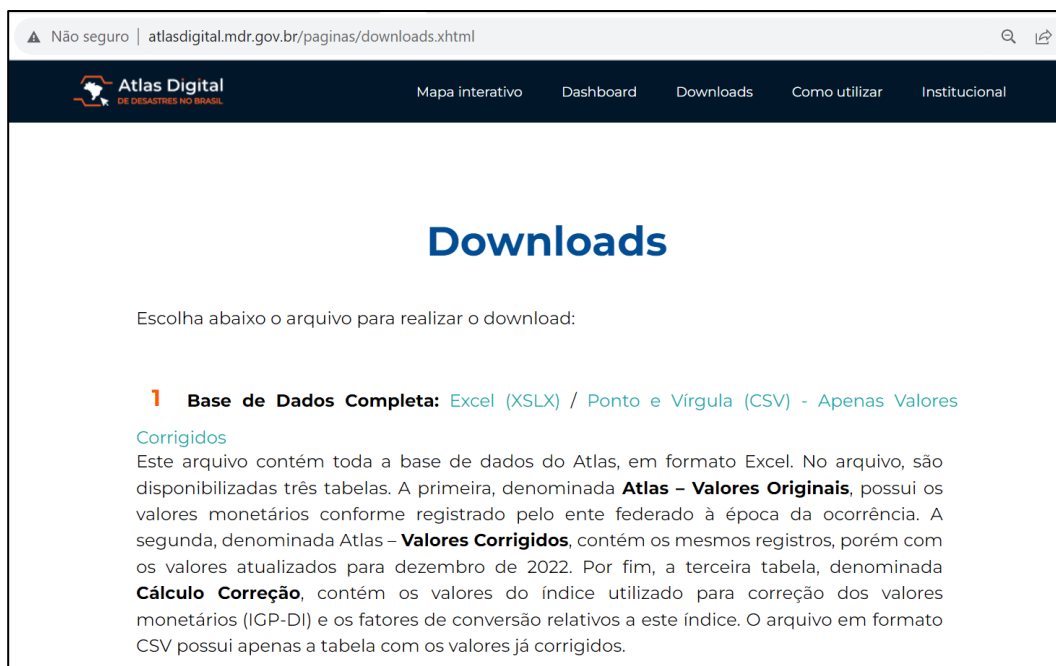 Não seguro | atlasdigital.mdr.gov.br/paginas/downloads.xhtml
Atlas Digital
DE DESASTRES NO BRASIL
Mapa interativo Dashboard Downloads Como utilizar Institucional
Downloads
Escolha abaixo o arquivo para realizar o download:
1 Base de Dados Completa: Excel (XSLX) / Ponto e Vírgula (CSV) - Apenas Valores
Corrigidos
Este arquivo contém toda a base de dados do Atlas, em formato Excel. No arquivo, são
disponibilizadas três tabelas. A primeira, denominada Atlas – Valores Originais, possui os
valores monetários conforme registrado pelo ente federado à época da ocorrência. A
segunda, denominada Atlas – Valores Corrigidos, contém os mesmos registros, porém com
os valores atualizados para dezembro de 2022. Por fim, a terceira tabela, denominada
Cálculo Correção, contém os valores do índice utilizado para correção dos valores
monetários (IGP-DI) e os fatores de conversão relativos a este índice. O arquivo em formato
CSV possui apenas a tabela com os valores já corrigidos.